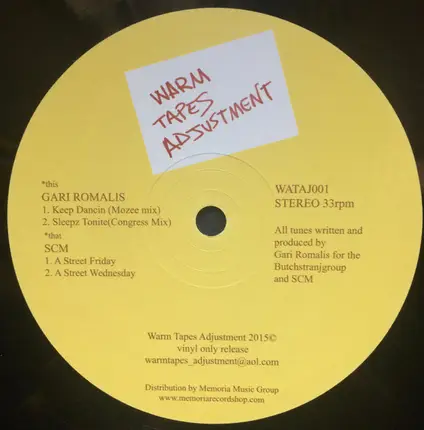 WARM
TAPES
ADJUSTMENT
*this
GARI ROMALIS
1. Keep Dancin (Mozee mix)
2. Sleepz Tonite(Congress Mix)
*that
SCM
1. A Street Friday
2. A Street Wednesday
WATAJ001
STEREO 33rpm
All tunes written and
produced by
Gari Romalis for the
Butchstranjgroup
and SCM
Warm Tapes Adjustment 2015©
vinyl only release
warmtapes_adjustment@aol.com
Distribution by Memoria Music Group
www.memoriarecordshop.com